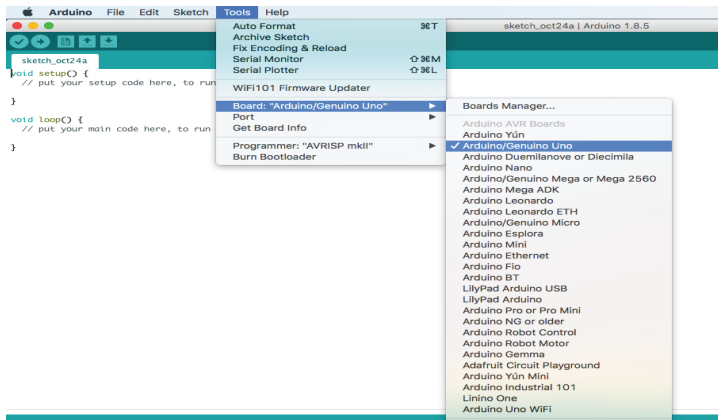 Arduino File Edit Sketch Tools Help
sketch_oct24a | Arduino 1.8.5
sketch_oct24a
void setup() {
// put your setup code here, to run
}
void loop() {
// put your main code here, to run
}
Auto Format ⌘T
Archive Sketch
Fix Encoding & Reload
Serial Monitor ⇧⌘M
Serial Plotter ⇧⌘L
WiFi101 Firmware Updater
Board: "Arduino/Genuino Uno"
Port
Get Board Info
Programmer: "AVRISP mkII"
Burn Bootloader
Boards Manager...
Arduino AVR Boards
Arduino Yún
✓ Arduino/Genuino Uno
Arduino Duemilanove or Diecimila
Arduino Nano
Arduino/Genuino Mega or Mega 2560
Arduino Mega ADK
Arduino Leonardo
Arduino Leonardo ETH
Arduino/Genuino Micro
Arduino Esplora
Arduino Mini
Arduino Ethernet
Arduino Fio
Arduino BT
LilyPad Arduino USB
LilyPad Arduino
Arduino Pro or Pro Mini
Arduino NG or older
Arduino Robot Control
Arduino Robot Motor
Arduino Gemma
Adafruit Circuit Playground
Arduino Yún Mini
Arduino Industrial 101
Linino One
Arduino Uno WiFi